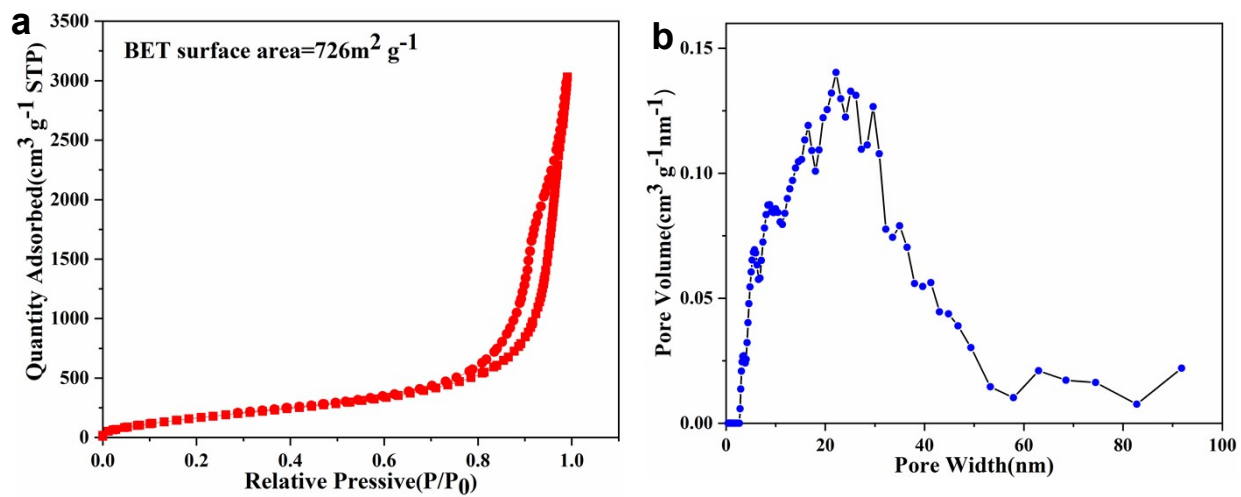 a
BET surface area=726m² g⁻¹
Quantity Adsorbed(cm³ g⁻¹ STP)
3500
3000
2500
2000
1500
1000
500
0
0.0 0.2 0.4 0.6 0.8 1.0
Relative Pressive(P/P₀)
b
Pore Volume(cm³ g⁻¹nm⁻¹)
0.15
0.10
0.05
0.00
0 20 40 60 80 100
Pore Width(nm)